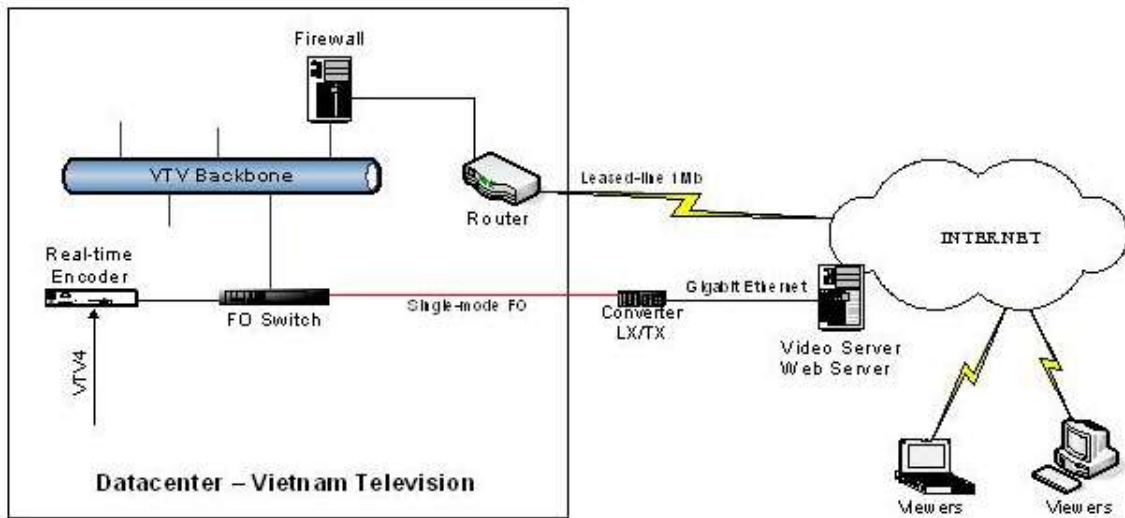 Firewall
VTV Backbone
Leased-line 1Mb
Router
INTERNET
Real-time
Encoder
FO Switch
Single-mode FO
Gigabit Ethernet
Converter
LX/TX
Video Server
Web Server
VTV4
Datacenter – Vietnam Television
Viewers
Viewers